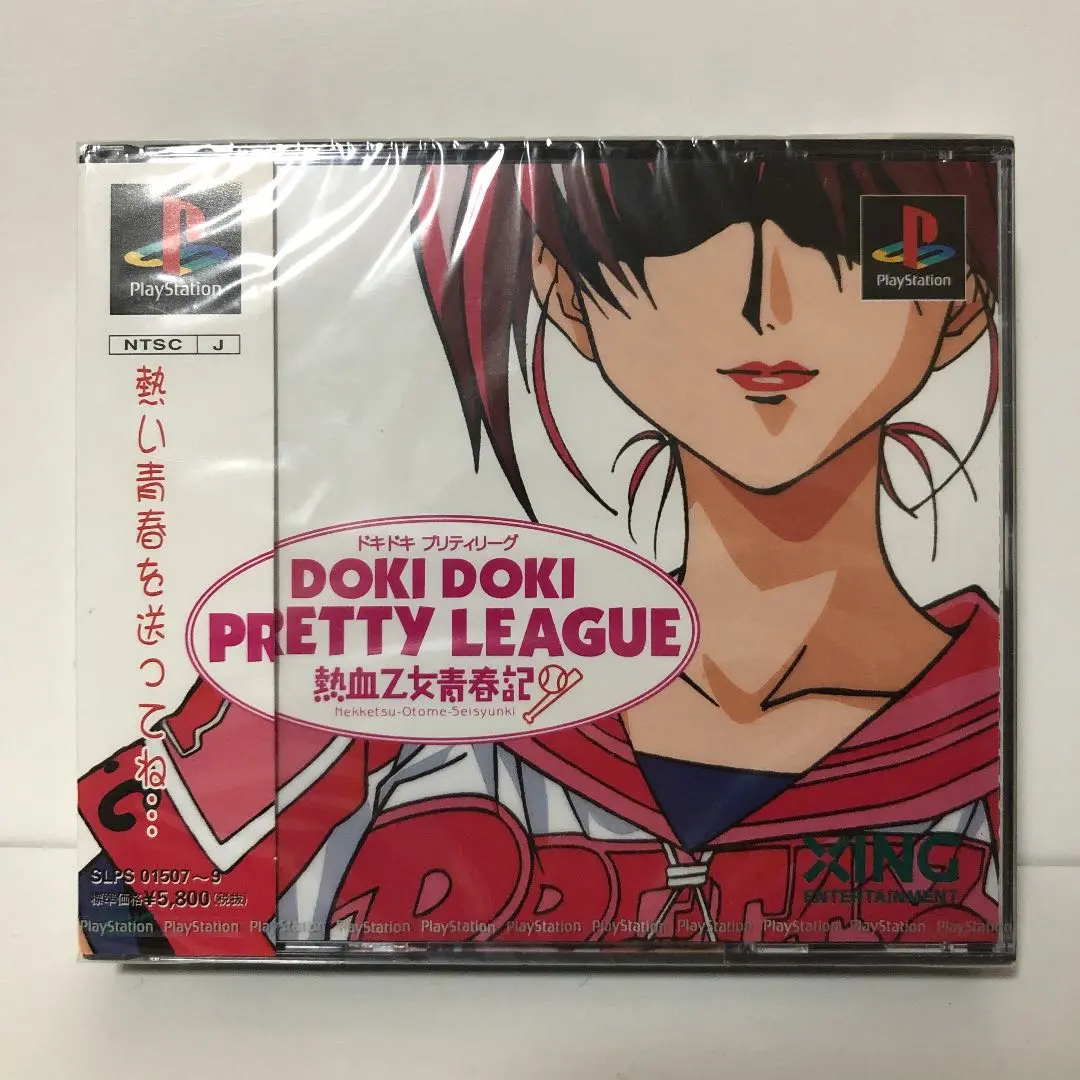 PlayStation
NTSC J
熱い青春を送ってね…
SLPS 01507～9
標準価格¥5,800(税抜)
PlayStation
ドキドキ プリティリーグ
DOKI DOKI
PRETTY LEAGUE
熱血乙女青春記
Nekketsu-Otome-Seisyunki
XING
ENTERTAINMENT
PlayStation PlayStation PlayStation PlayStation PlayStation PlayStation PlayStation PlayStation PlayStation PlayStation PlayStation